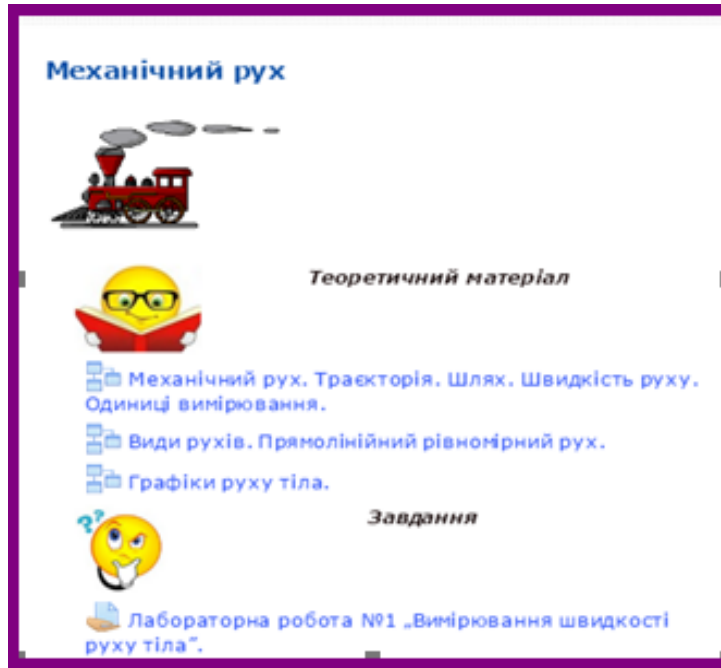 Механічний рух
Теоретичний матеріал
Механічний рух. Траєкторія. Шлях. Швидкість руху.
Одиниці вимірювання.
Види рухів. Прямолінійний рівномірний рух.
Графіки руху тіла.
??
Завдання
Лабораторна робота №1 „Вимірювання швидкості
руху тіла”.